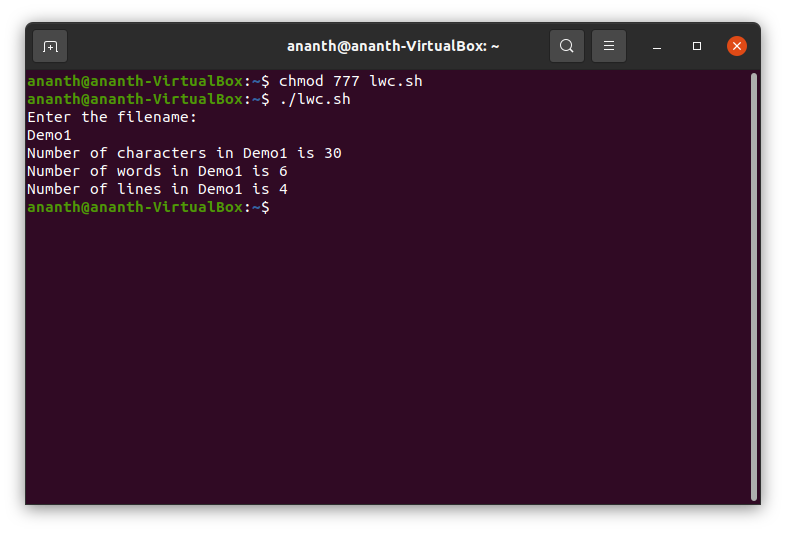 ananth@ananth-VirtualBox: ~
ananth@ananth-VirtualBox:~$ chmod 777 lwc.sh
ananth@ananth-VirtualBox:~$ ./lwc.sh
Enter the filename:
Demo1
Number of characters in Demo1 is 30
Number of words in Demo1 is 6
Number of lines in Demo1 is 4
ananth@ananth-VirtualBox:~$